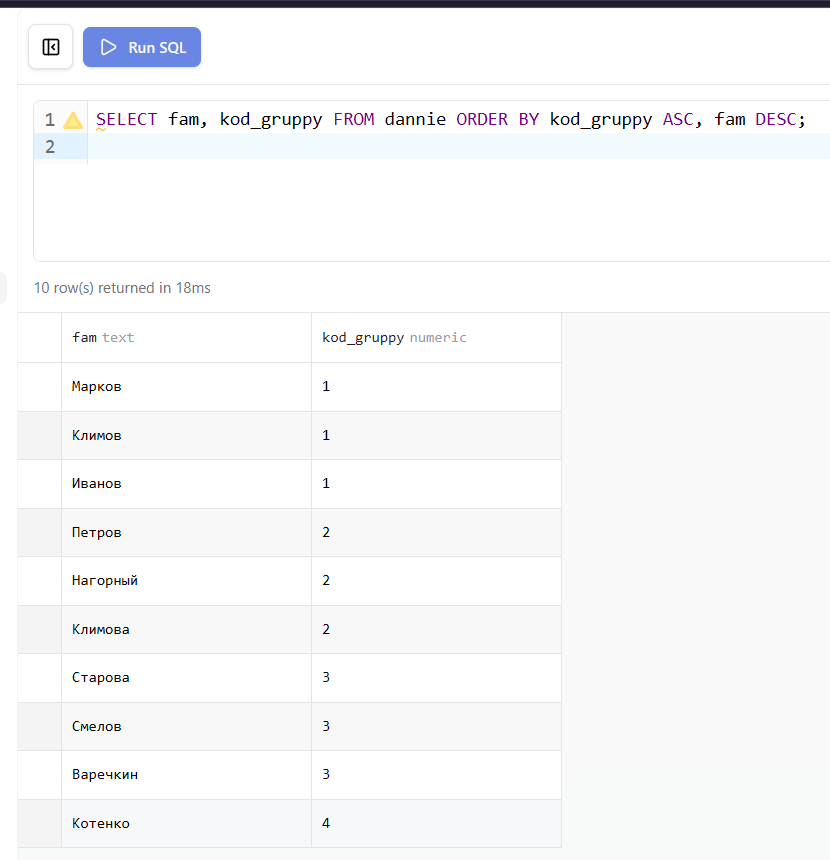 Run SQL
1 SELECT fam, kod_gruppy FROM dannie ORDER BY kod_gruppy ASC, fam DESC;
2
10 row(s) returned in 18ms
fam text kod_gruppy numeric
Марков 1
Климов 1
Иванов 1
Петров 2
Нагорный 2
Климова 2
Старова 3
Смелов 3
Варечкин 3
Котенко 4